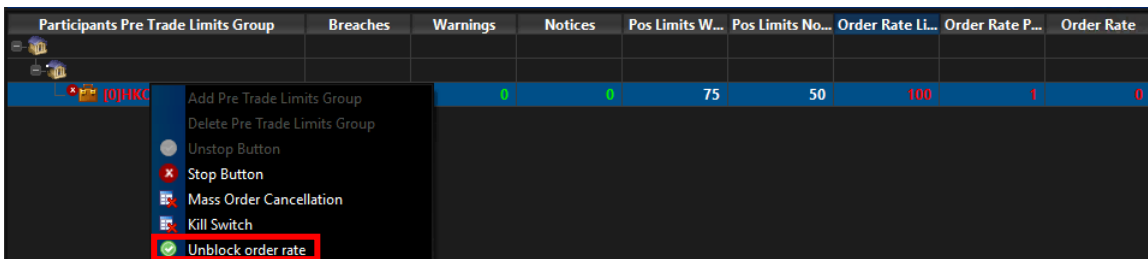 Participants Pre Trade Limits Group Breaches Warnings Notices Pos Limits W... Pos Limits No... Order Rate Li... Order Rate P... Order Rate
[0]HKC 0 0 75 50 100 1 0
Add Pre Trade Limits Group
Delete Pre Trade Limits Group
Unstop Button
Stop Button
Mass Order Cancellation
Kill Switch
Unblock order rate